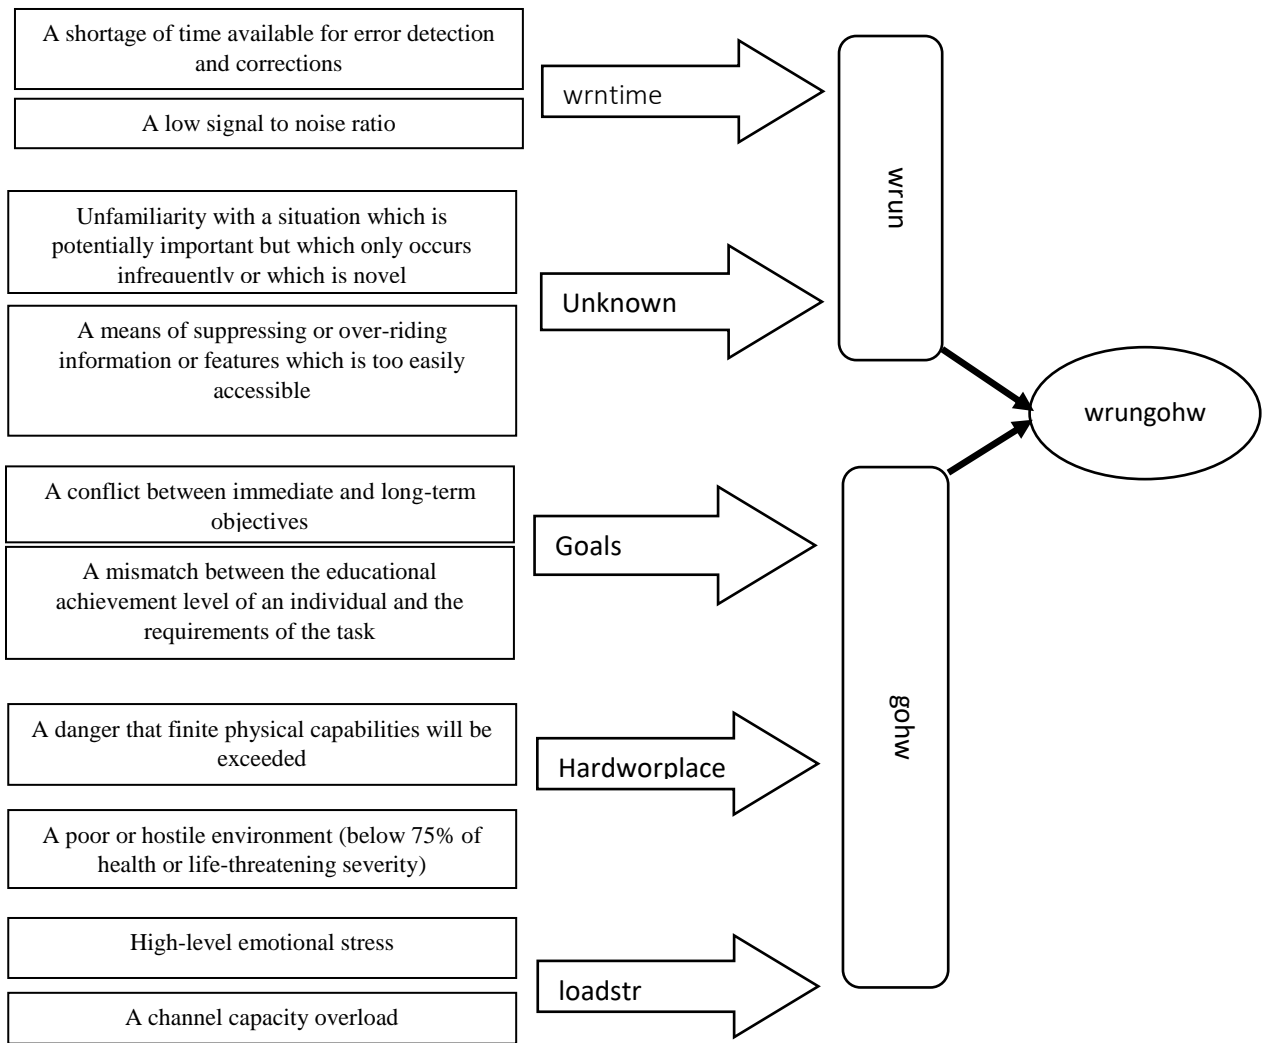 A shortage of time available for error detection
and corrections
A low signal to noise ratio
wrntime
Unfamiliarity with a situation which is
potentially important but which only occurs
infrequently or which is novel
A means of suppressing or over-riding
information or features which is too easily
accessible
Unknown
wrun
wrungohw
A conflict between immediate and long-term
objectives
A mismatch between the educational
achievement level of an individual and the
requirements of the task
Goals
A danger that finite physical capabilities will be
exceeded
A poor or hostile environment (below 75% of
health or life-threatening severity)
Hardworplace
gohw
High-level emotional stress
A channel capacity overload
loadstr